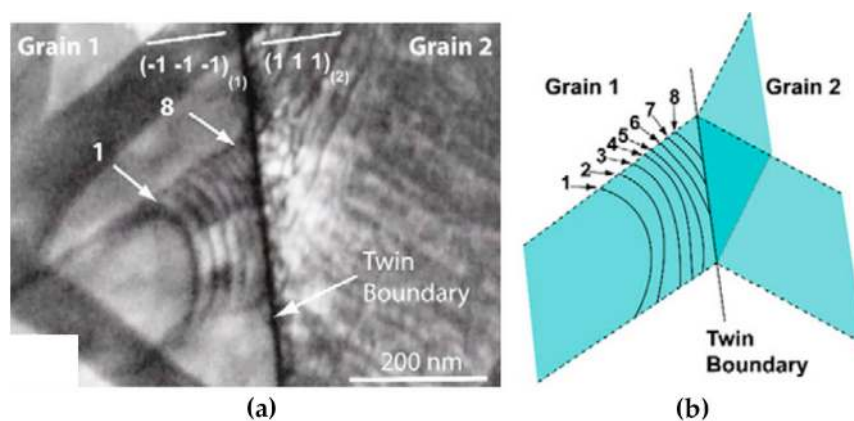 Grain 1
Grain 2
(-1 -1 -1)(1)
(1 1 1)(2)
8
1
Twin
Boundary
200 nm
(a)
Grain 1
Grain 2
8
7
6
5
4
3
2
1
Twin
Boundary
(b)